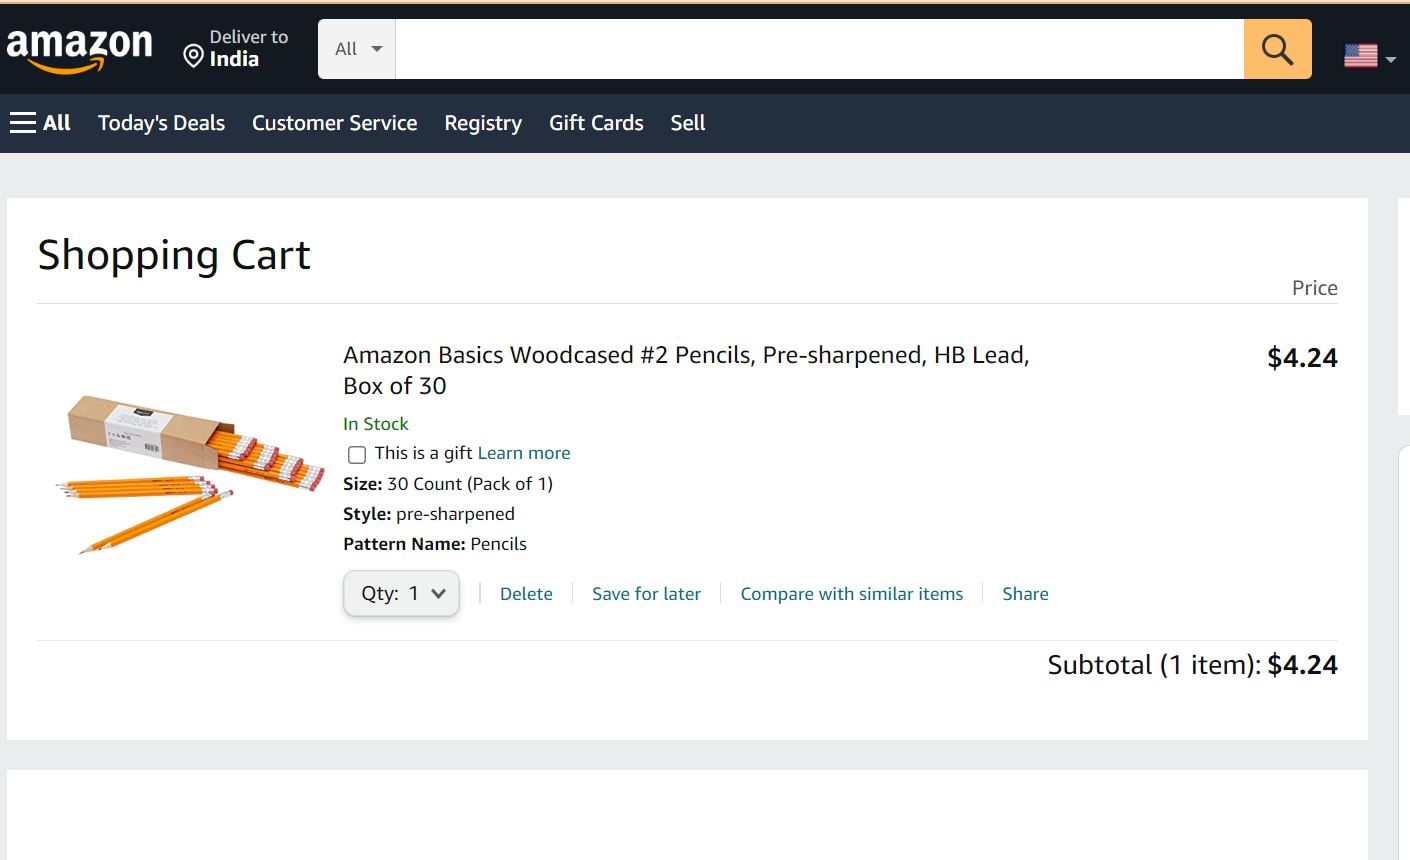 amazon
Deliver to
India
All
All
Today's Deals
Customer Service
Registry
Gift Cards
Sell
Shopping Cart
Price
Amazon Basics Woodcased #2 Pencils, Pre-sharpened, HB Lead,
Box of 30
$4.24
In Stock
This is a gift Learn more
Size: 30 Count (Pack of 1)
Style: pre-sharpened
Pattern Name: Pencils
Qty: 1
Delete
Save for later
Compare with similar items
Share
Subtotal (1 item): $4.24